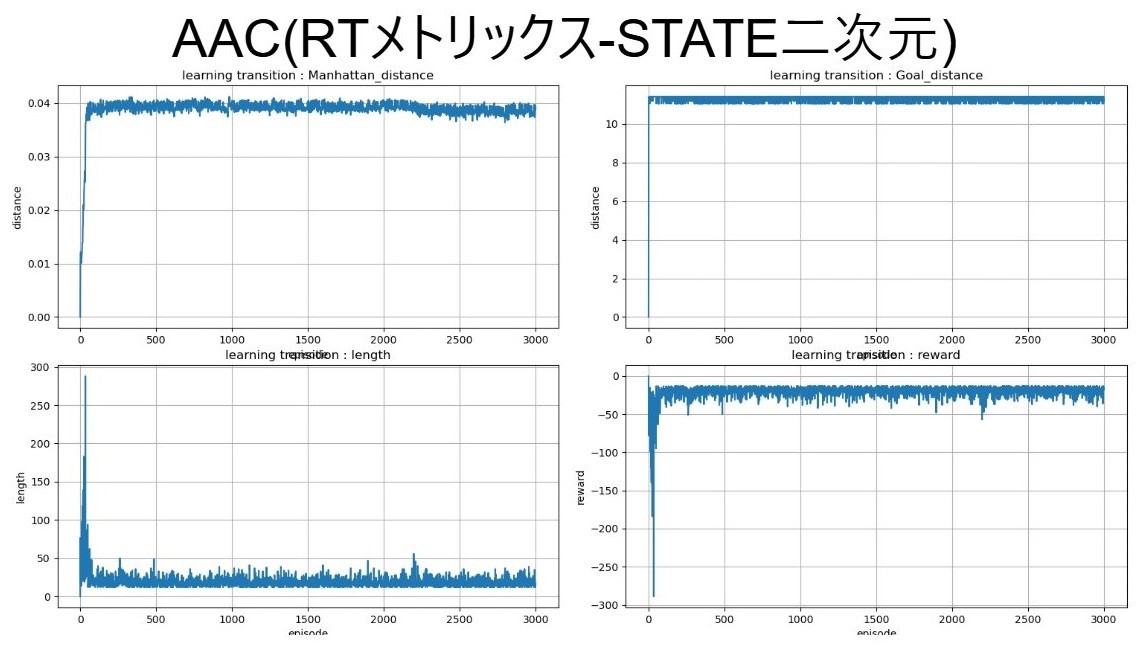 AAC(RTメトリックス-STATE二次元)
learning transition : Manhattan_distance
distance
0.04
0.03
0.02
0.01
0.00
0 500 1000 1500 2000 2500 3000
episode
learning transition : Goal_distance
distance
10
8
6
4
2
0
0 500 1000 1500 2000 2500 3000
episode
learning transition : length
length
300
250
200
150
100
50
0
0 500 1000 1500 2000 2500 3000
episode
learning transition : reward
reward
0
−50
−100
−150
−200
−250
−300
0 500 1000 1500 2000 2500 3000
episode